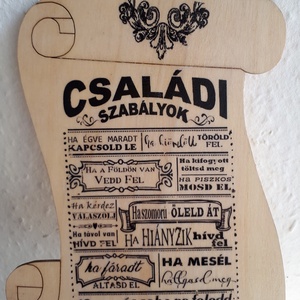 CSALÁDI
SZABÁLYOK
HA ÉGVE MARADT
KAPCSOLD LE
Ha kiömlött
TÖRÖLD
FEL
HA A FÖLDÖN VAN
VEDD FEL
Ha kifogyott
töltsd meg
HA PISZKOS
MOSD EL
Ha kérdez
VÁLASZOLJ
Ha távol van
HÍVD FEL
Ha szomorú ÖLELD ÁT
HA HIÁNYZIK hívd
fel
ha fáradt
ÁLTASD EL
HA MESÉL
hallgasd meg